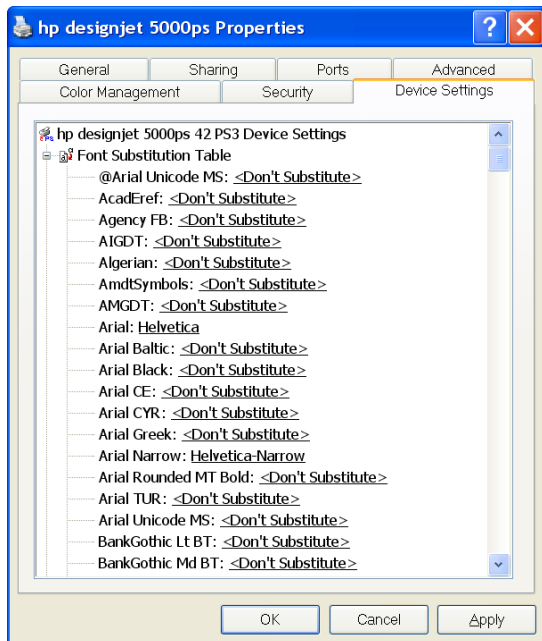 hp designjet 5000ps Properties
General Sharing Ports Advanced
Color Management Security Device Settings
hp designjet 5000ps 42 PS3 Device Settings
Font Substitution Table
@Arial Unicode MS: <Don't Substitute>
AcadEref: <Don't Substitute>
Agency FB: <Don't Substitute>
AIGDT: <Don't Substitute>
Algerian: <Don't Substitute>
AmdtSymbols: <Don't Substitute>
AMGDT: <Don't Substitute>
Arial: Helvetica
Arial Baltic: <Don't Substitute>
Arial Black: <Don't Substitute>
Arial CE: <Don't Substitute>
Arial CYR: <Don't Substitute>
Arial Greek: <Don't Substitute>
Arial Narrow: Helvetica-Narrow
Arial Rounded MT Bold: <Don't Substitute>
Arial TUR: <Don't Substitute>
Arial Unicode MS: <Don't Substitute>
BankGothic Lt BT: <Don't Substitute>
BankGothic Md BT: <Don't Substitute>
OK Cancel Apply